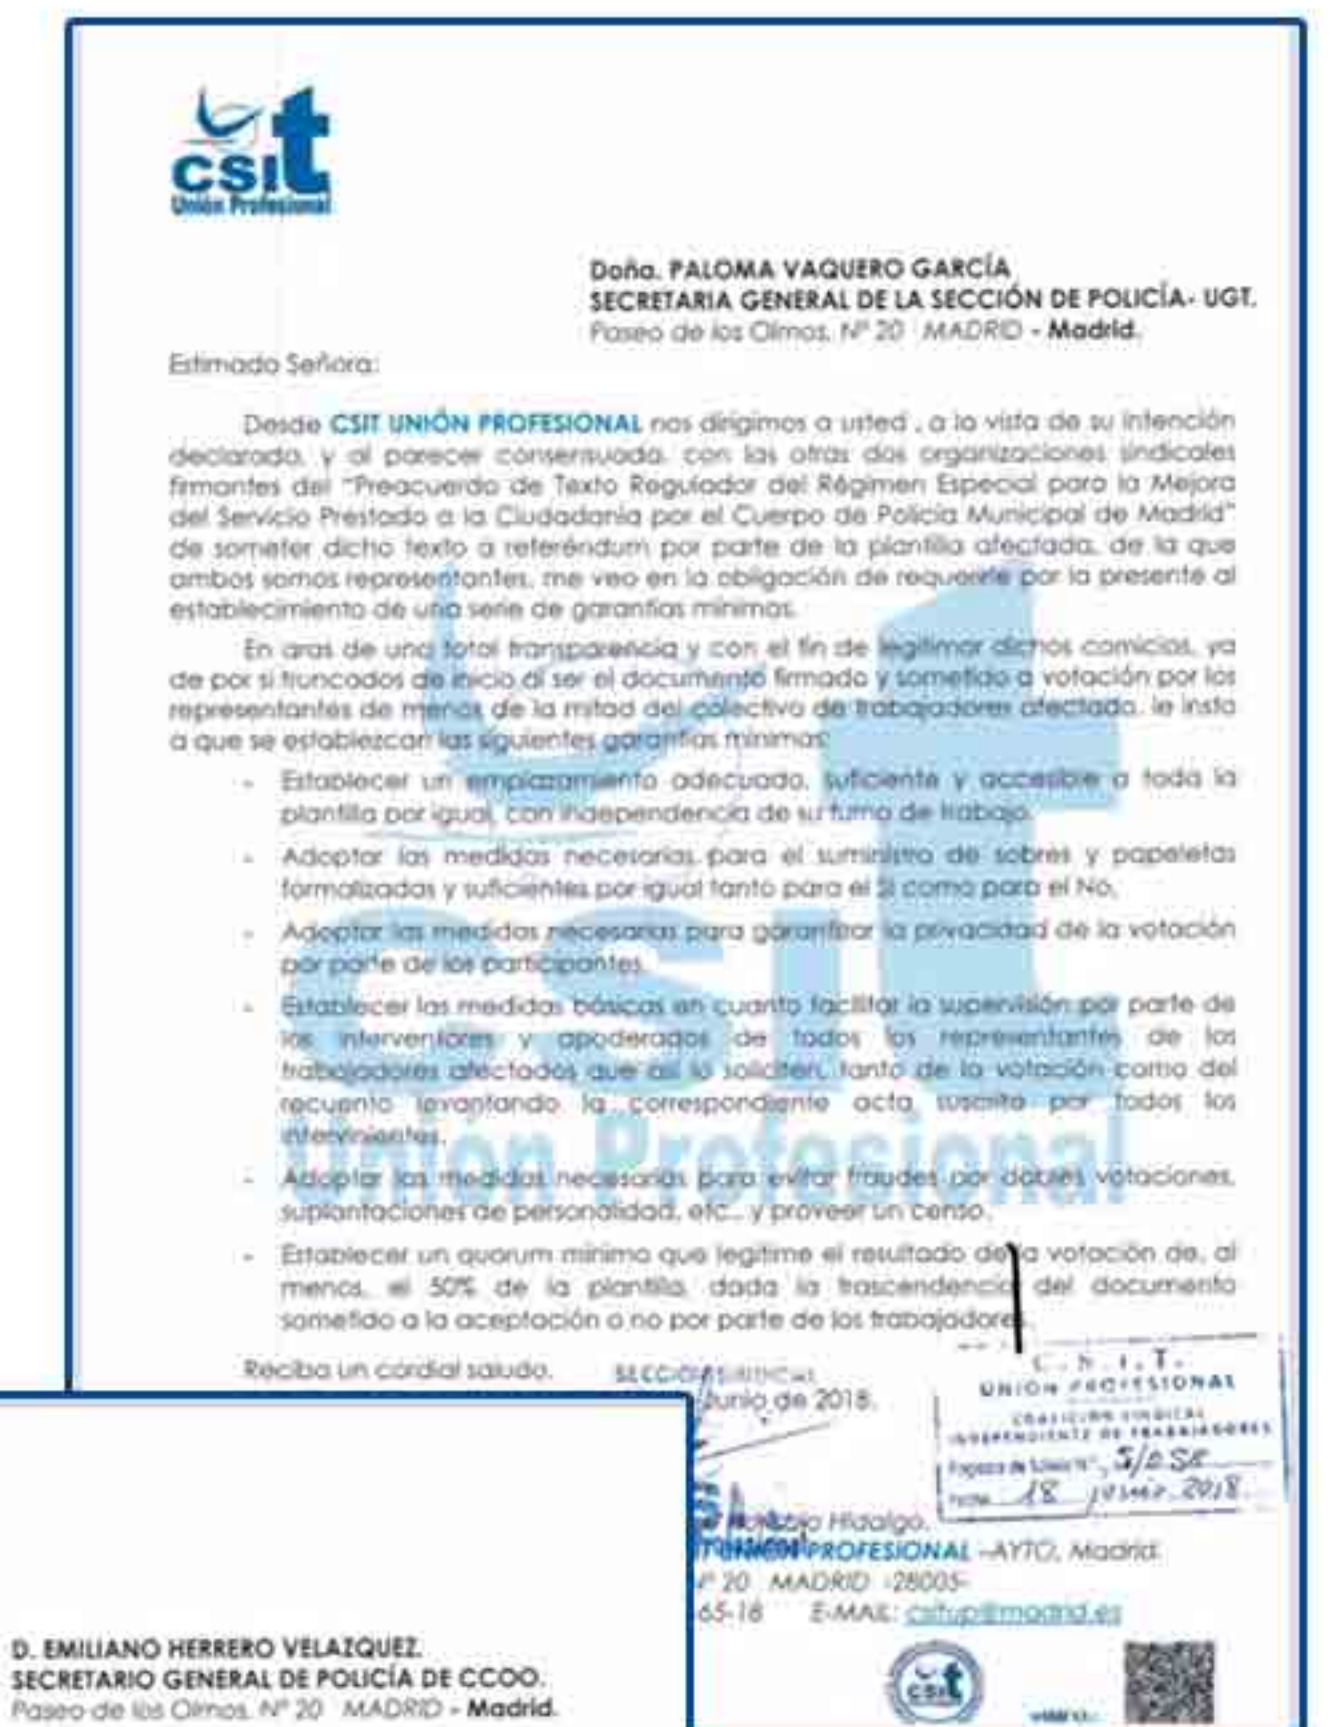 csit
Unión Profesional
Doña. PALOMA VAQUERO GARCÍA
SECRETARIA GENERAL DE LA SECCIÓN DE POLICÍA- UGT.
Paseo de los Olmos, Nº 20 MADRID - Madrid.
Estimado Señora:
Desde CSIT UNIÓN PROFESIONAL nos dirigimos a usted , a la vista de su intención
declarada, y al parecer consensuada, con las otras dos organizaciones sindicales
firmantes del "Preacuerdo de Texto Regulador del Régimen Especial para la Mejora
del Servicio Prestado a la Ciudadanía por el Cuerpo de Policía Municipal de Madrid"
de someter dicho texto a referéndum por parte de la plantilla afectada, de la que
ambos somos representantes, me veo en la obligación de requerirle por la presente al
establecimiento de una serie de garantías mínimas.
En aras de una total transparencia y con el fin de legitimar dichos comicios, ya
de por si truncados de inicio al ser el documento firmado y sometido a votación por los
representantes de menos de la mitad del colectivo de trabajadores afectado, le insto
a que se establezcan las siguientes garantías mínimas:
- Establecer un emplazamiento adecuado, suficiente y accesible a toda la
plantilla por igual, con independencia de su turno de trabajo.
- Adoptar las medidas necesarias para el suministro de sobres y papeletas
formalizadas y suficientes por igual tanto para el Si como para el No.
- Adoptar las medidas necesarias para garantizar la privacidad de la votación
por parte de los participantes.
- Establecer las medidas básicas en cuanto facilitar la supervisión por parte de
los interventores y apoderados de todos los representantes de los
trabajadores afectados que así lo soliciten, tanto de la votación como del
recuento levantando la correspondiente acta suscrita por todos los
intervinientes.
- Adoptar las medidas necesarias para evitar fraudes por dobles votaciones,
suplantaciones de personalidad, etc., y proveer un censo.
- Establecer un quorum mínimo que legitime el resultado de la votación de, al
menos, el 50% de la plantilla, dada la trascendencia del documento
sometido a la aceptación o no por parte de los trabajadores.
Reciba un cordial saludo.
SECCIÓN SINDICAL
Junio de 2018.
C.S.I.T.
UNION PROFESIONAL
COALICION SINDICAL
INDEPENDIENTE DE TRABAJADORES
18 junio 2018
Hidalgo.
UNIÓN PROFESIONAL -AYTO. Madrid.
Nº 20 MADRID -28005-
65-18 E-MAIL: csitup@madrid.es
csit
D. EMILIANO HERRERO VELAZQUEZ.
SECRETARIO GENERAL DE POLICÍA DE CCOO.
Paseo de los Olmos, Nº 20 MADRID - Madrid.